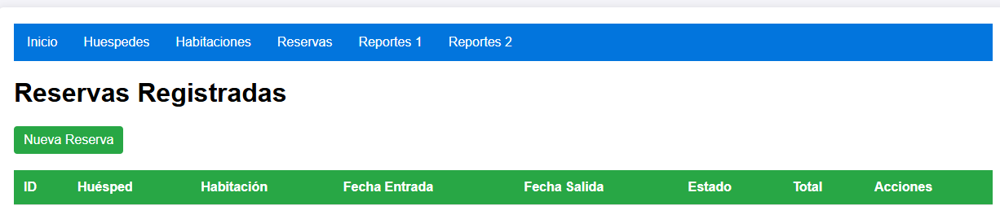 Inicio Huespedes Habitaciones Reservas Reportes 1 Reportes 2
Reservas Registradas
Nueva Reserva
ID Huésped Habitación Fecha Entrada Fecha Salida Estado Total Acciones